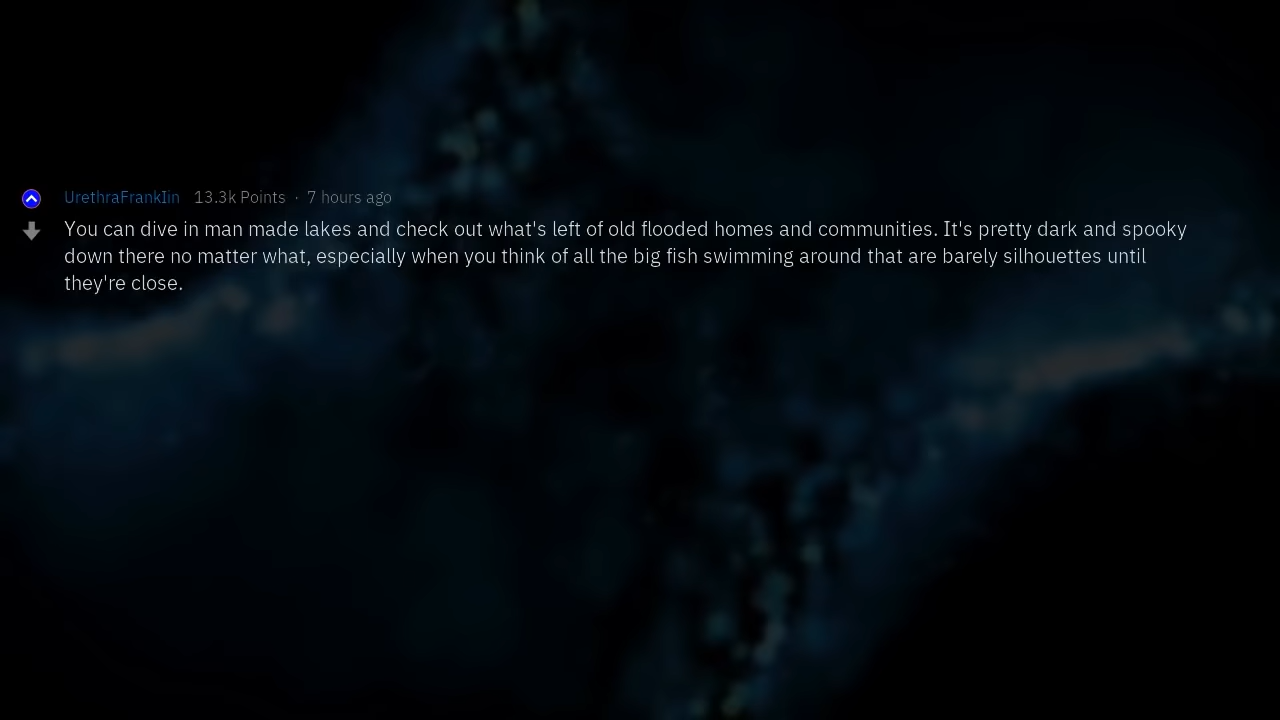 UrethraFrankIin 13.3k Points · 7 hours ago
You can dive in man made lakes and check out what's left of old flooded homes and communities. It's pretty dark and spooky
down there no matter what, especially when you think of all the big fish swimming around that are barely silhouettes until
they're close.